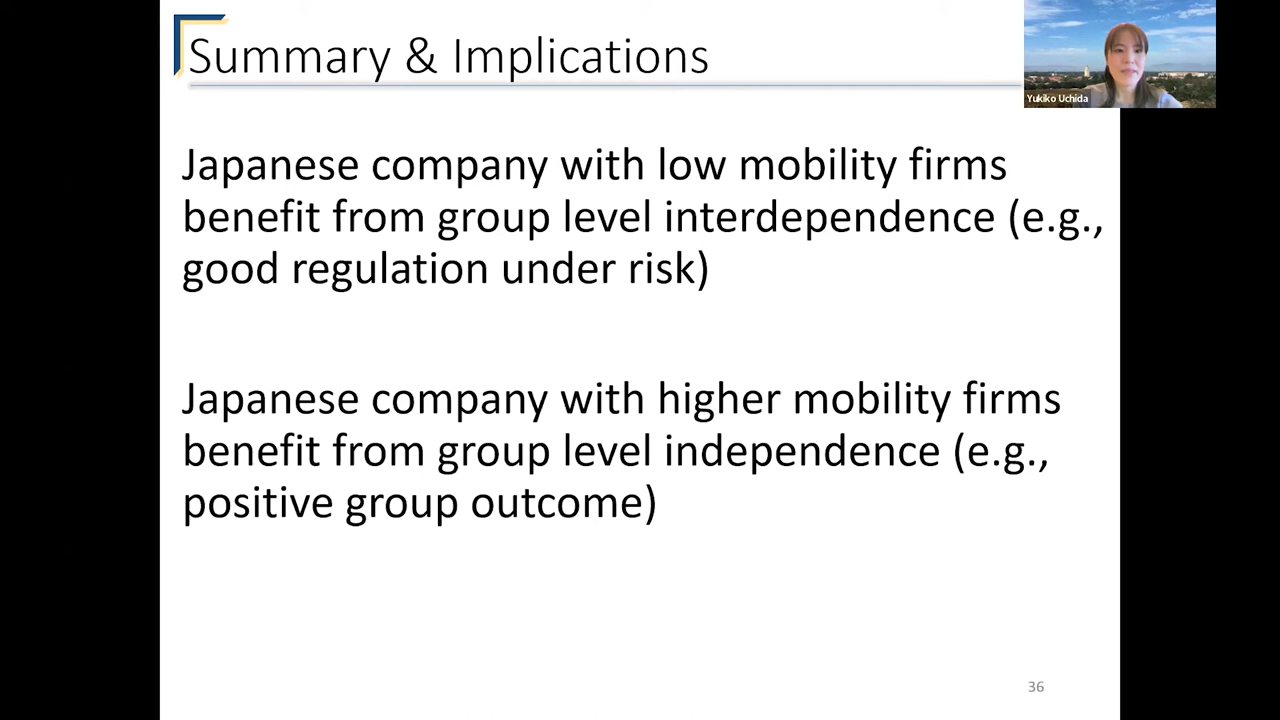 Summary & Implications
Yukiko Uchida
Japanese company with low mobility firms
benefit from group level interdependence (e.g.,
good regulation under risk)
Japanese company with higher mobility firms
benefit from group level independence (e.g.,
positive group outcome)
36